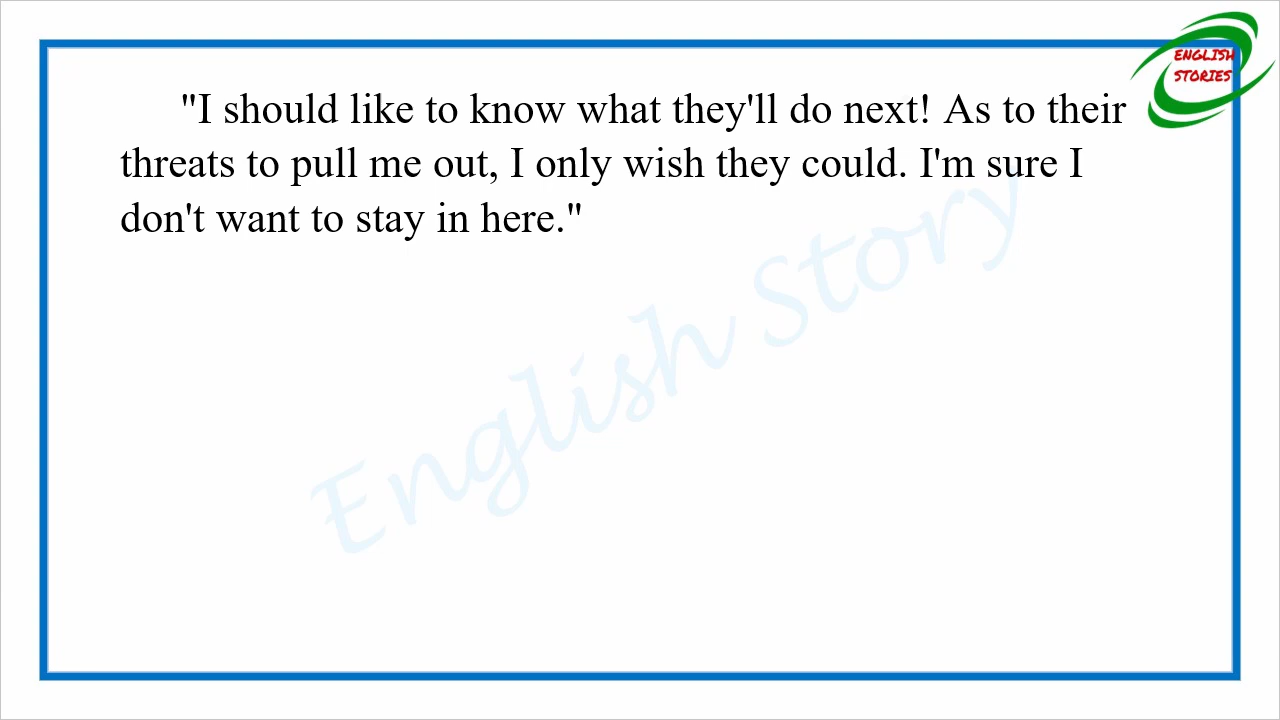 ENGLISH
STORIES
"I should like to know what they'll do next! As to their
threats to pull me out, I only wish they could. I'm sure I
don't want to stay in here."
English Story